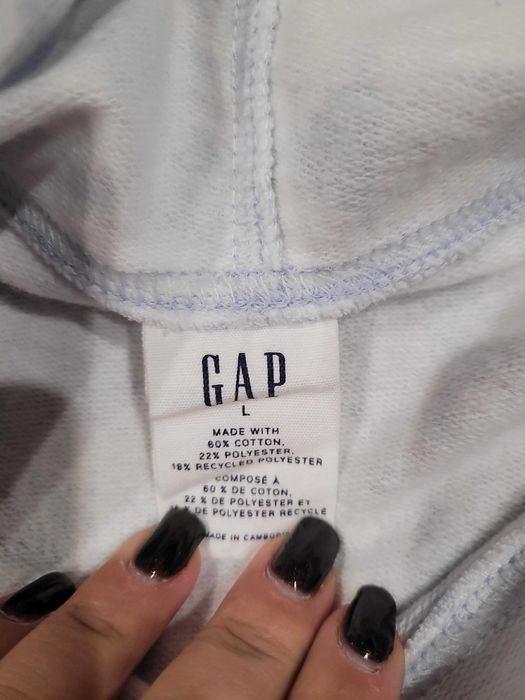 GAP
L
MADE WITH
60% COTTON,
22% POLYESTER,
18% RECYCLED POLYESTER
COMPOSÉ À
60 % DE COTON,
22 % DE POLYESTER ET
% DE POLYESTER RECYCLÉ
MADE IN